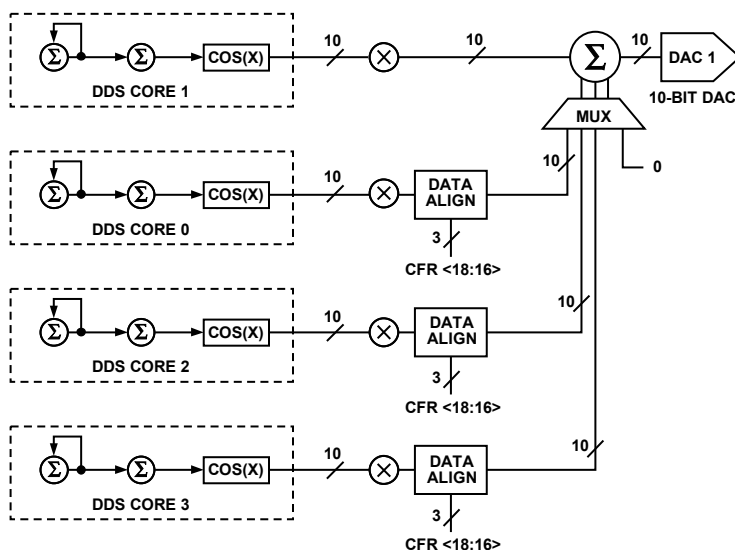 Σ Σ COS(X) 10 × 10 Σ 10 DAC 1
DDS CORE 1
10-BIT DAC
MUX
10
0
Σ Σ COS(X) 10 × DATA ALIGN
DDS CORE 0
3
CFR <18:16>
10
Σ Σ COS(X) 10 × DATA ALIGN
DDS CORE 2
3
CFR <18:16>
10
Σ Σ COS(X) 10 × DATA ALIGN
DDS CORE 3
3
CFR <18:16>